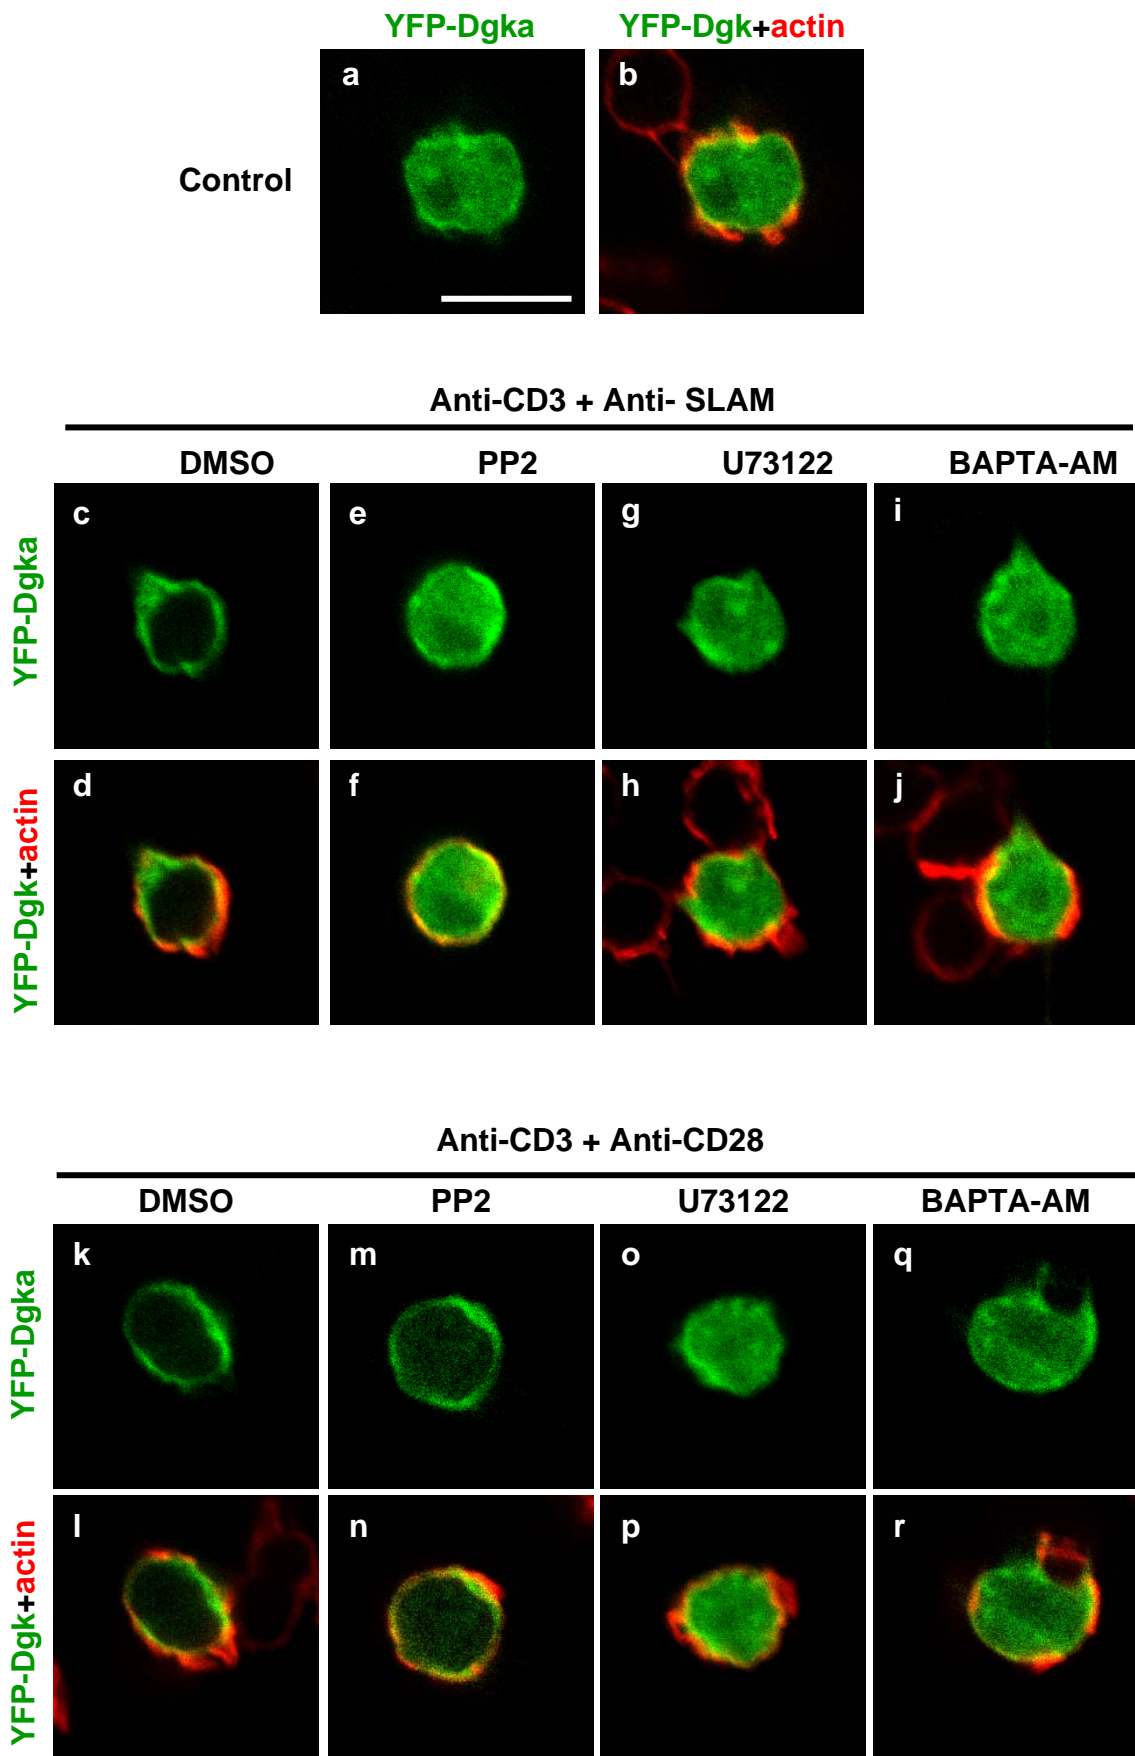 YFP-Dgka YFP-Dgk+actin
a b
Control
Anti-CD3 + Anti- SLAM
DMSO PP2 U73122 BAPTA-AM
YFP-Dgka
c e g i
YFP-Dgk+actin
d f h j
Anti-CD3 + Anti-CD28
DMSO PP2 U73122 BAPTA-AM
YFP-Dgka
k m o q
YFP-Dgk+actin
l n p r